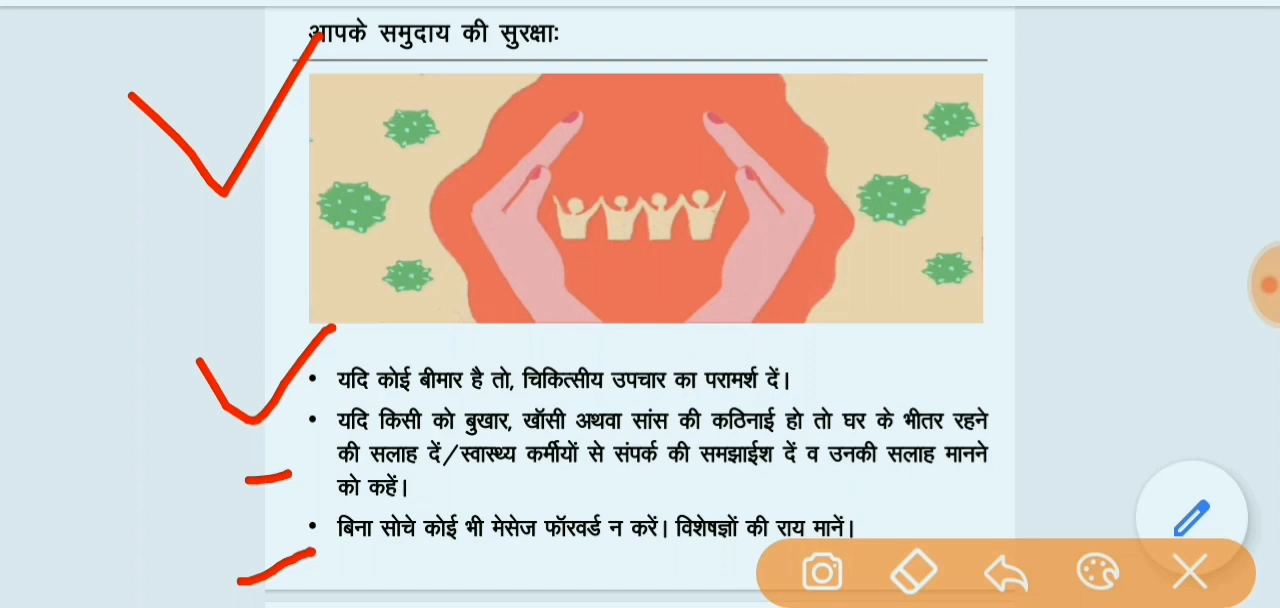 आपके समुदाय की सुरक्षाः
• यदि कोई बीमार है तो, चिकित्सीय उपचार का परामर्श दें।
• यदि किसी को बुखार, खॉसी अथवा सांस की कठिनाई हो तो घर के भीतर रहने
की सलाह दें/स्वास्थ्य कर्मीयों से संपर्क की समझाईश दें व उनकी सलाह मानने
को कहें।
• बिना सोचे कोई भी मेसेज फॉरवर्ड न करें। विशेषज्ञों की राय मानें।